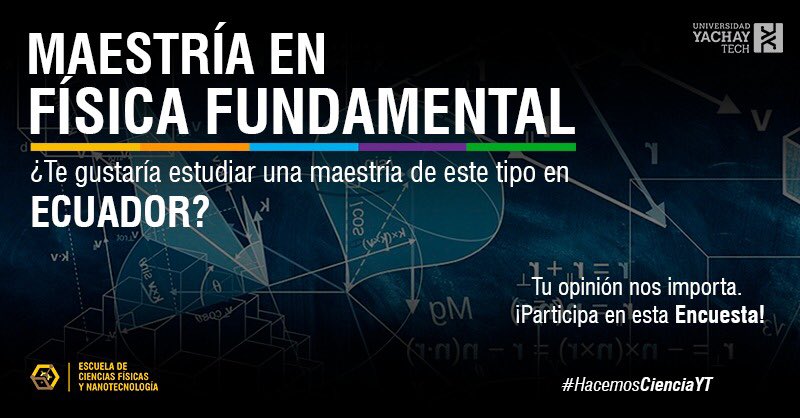 MAESTRÍA EN
FÍSICA FUNDAMENTAL
¿Te gustaría estudiar una maestría de este tipo en
ECUADOR?
UNIVERSIDAD
YACHAY
TECH
Tu opinión nos importa.
¡Participa en esta Encuesta!
ESCUELA DE
CIENCIAS FÍSICAS
Y NANOTECNOLOGÍA
#HacemosCienciaYT